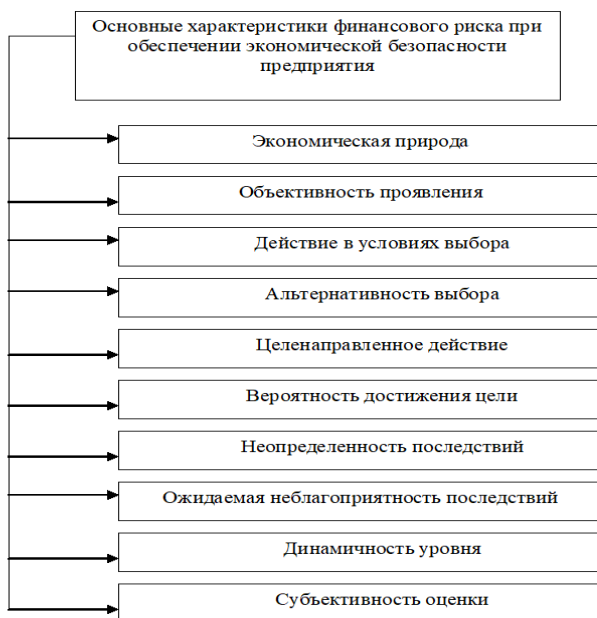 Основные характеристики финансового риска при
обеспечении экономической безопасности
предприятия
Экономическая природа
Объективность проявления
Действие в условиях выбора
Альтернативность выбора
Целенаправленное действие
Вероятность достижения цели
Неопределенность последствий
Ожидаемая неблагоприятность последствий
Динамичность уровня
Субъективность оценки